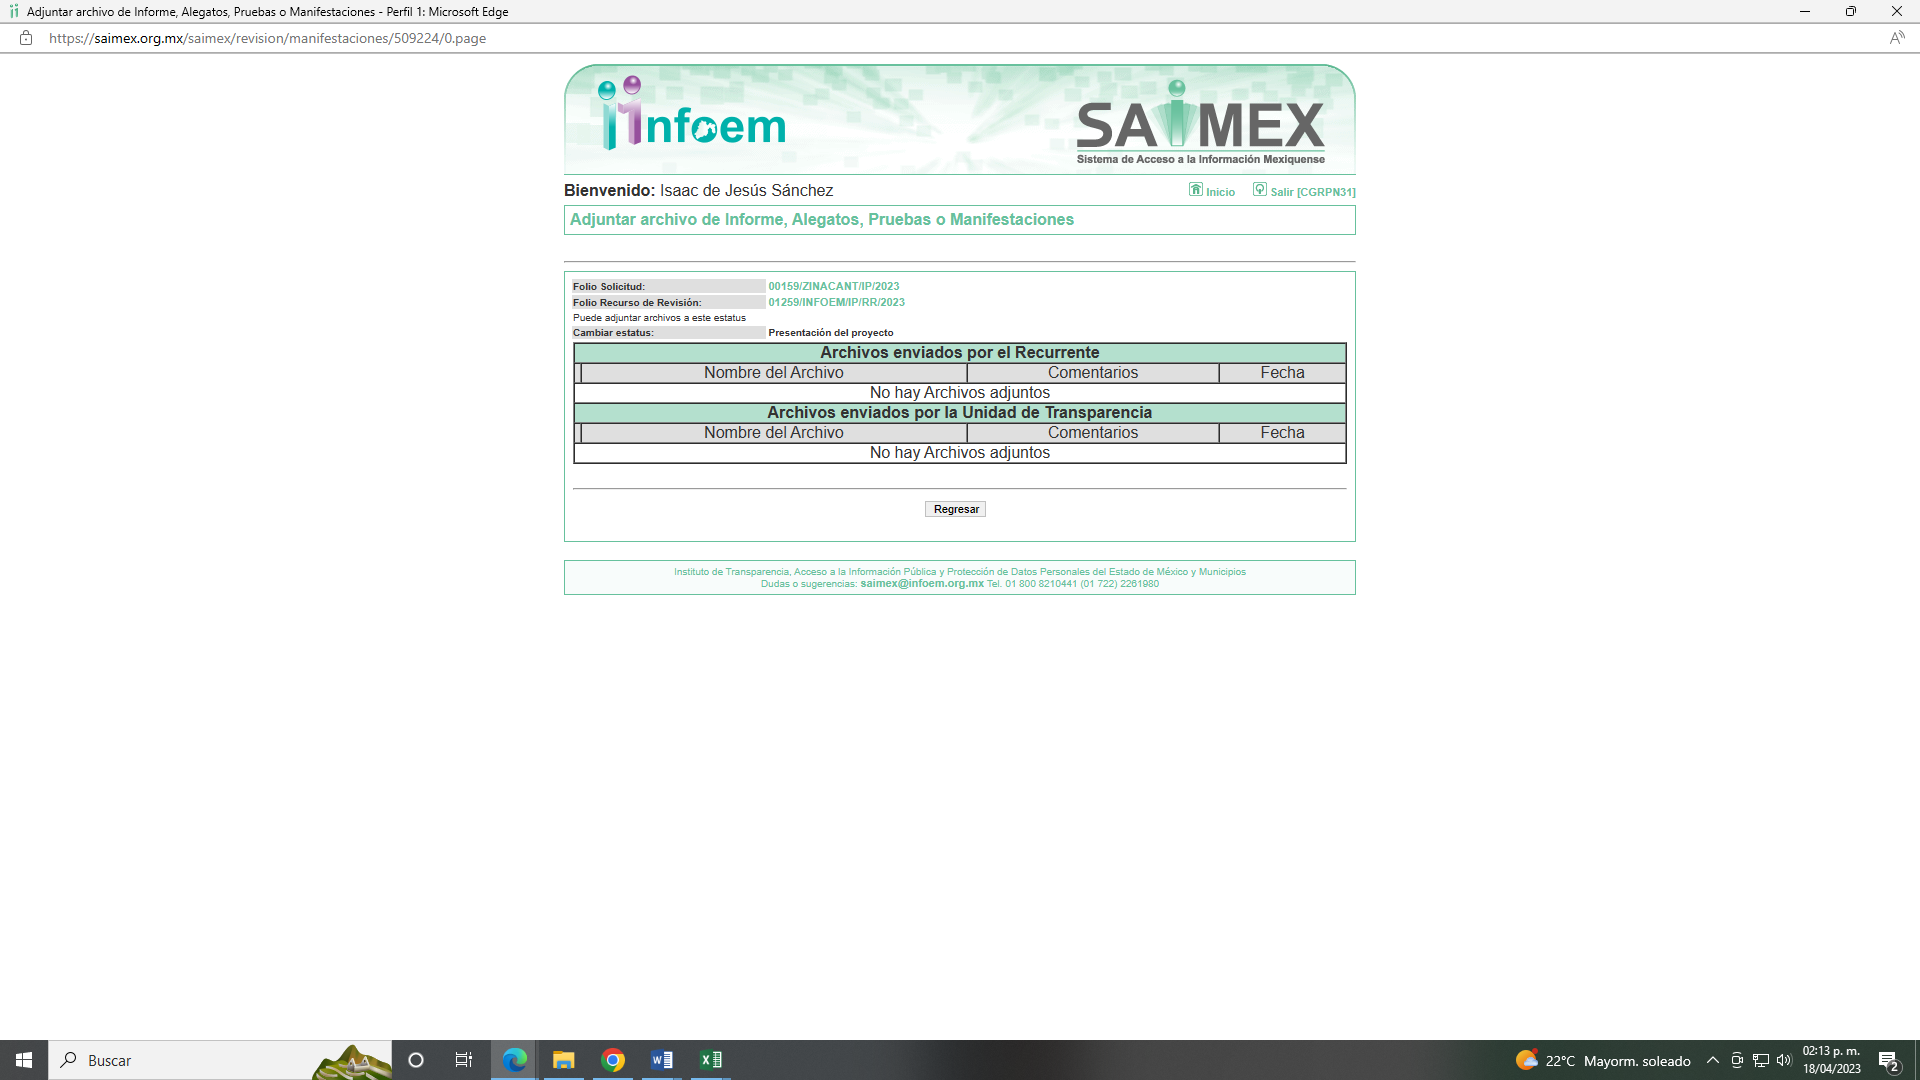 Adjuntar archivo de Informe, Alegatos, Pruebas o Manifestaciones - Perfil 1: Microsoft Edge
https://saimex.org.mx/saimex/revision/manifestaciones/509224/0.page
infoem
SAIMEX
Sistema de Acceso a la Información Mexiquense
Bienvenido: Isaac de Jesús Sánchez
Inicio Salir [CGRPN31]
Adjuntar archivo de Informe, Alegatos, Pruebas o Manifestaciones
Folio Solicitud: 00159/ZINACANT/IP/2023
Folio Recurso de Revisión: 01259/INFOEM/IP/RR/2023
Puede adjuntar archivos a este estatus
Cambiar estatus: Presentación del proyecto
Archivos enviados por el Recurrente
Nombre del Archivo Comentarios Fecha
No hay Archivos adjuntos
Archivos enviados por la Unidad de Transparencia
Nombre del Archivo Comentarios Fecha
No hay Archivos adjuntos
Regresar
Instituto de Transparencia, Acceso a la Información Pública y Protección de Datos Personales del Estado de México y Municipios
Dudas o sugerencias: saimex@infoem.org.mx Tel. 01 800 8210441 (01 722) 2261980
Buscar
22°C Mayorm. soleado
02:13 p. m.
18/04/2023
2